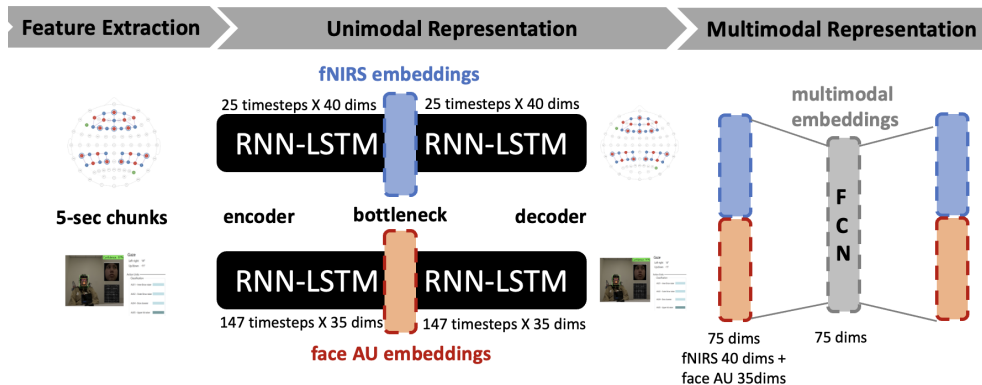 Feature Extraction
Unimodal Representation
Multimodal Representation
fNIRS embeddings
25 timesteps X 40 dims
25 timesteps X 40 dims
RNN-LSTM
RNN-LSTM
multimodal
embeddings
5-sec chunks
encoder
bottleneck
decoder
F
C
N
RNN-LSTM
RNN-LSTM
147 timesteps X 35 dims
147 timesteps X 35 dims
face AU embeddings
75 dims
fNIRS 40 dims +
face AU 35dims
75 dims